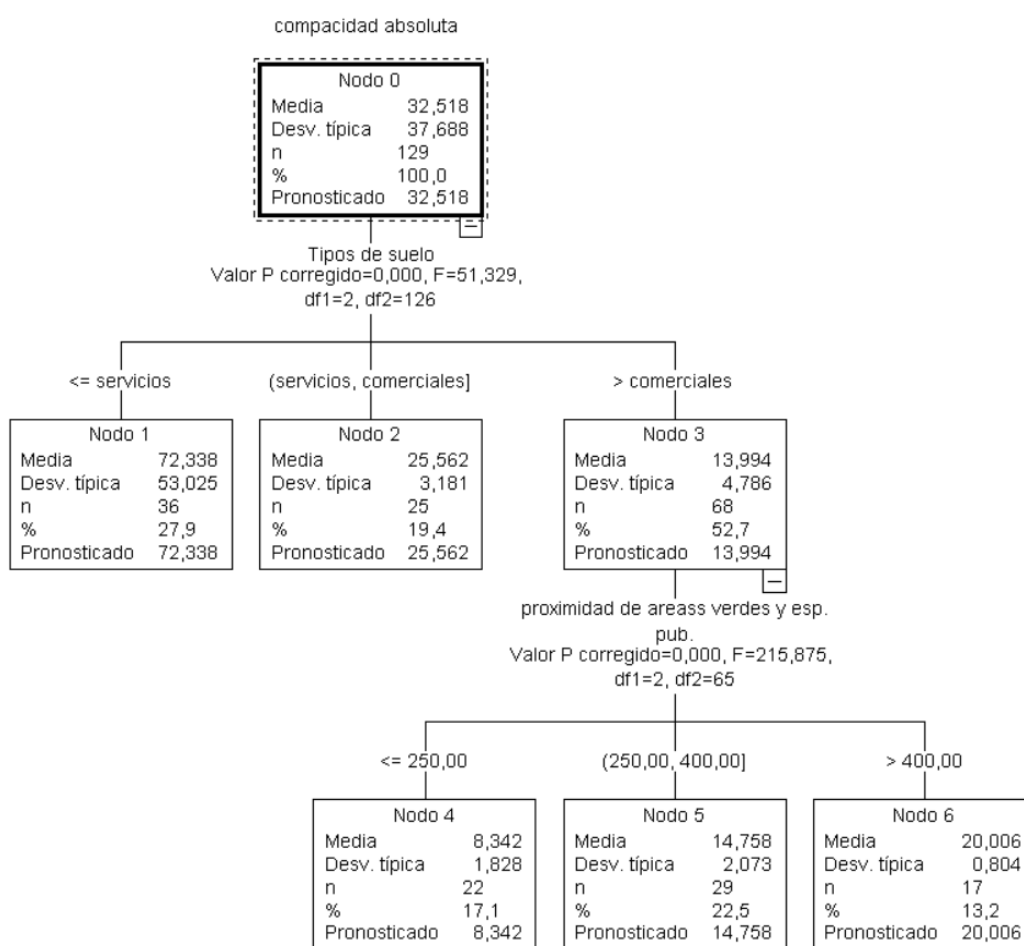 compacidad absoluta
Nodo 0
Media 32,518
Desv. típica 37,688
n 129
% 100,0
Pronosticado 32,518
Tipos de suelo
Valor P corregido=0,000, F=51,329,
df1=2, df2=126
<= servicios
(servicios, comerciales]
> comerciales
Nodo 1
Media 72,338
Desv. típica 53,025
n 36
% 27,9
Pronosticado 72,338
Nodo 2
Media 25,562
Desv. típica 3,181
n 25
% 19,4
Pronosticado 25,562
Nodo 3
Media 13,994
Desv. típica 4,786
n 68
% 52,7
Pronosticado 13,994
proximidad de areass verdes y esp.
pub.
Valor P corregido=0,000, F=215,875,
df1=2, df2=65
<= 250,00
(250,00, 400,00]
> 400,00
Nodo 4
Media 8,342
Desv. típica 1,828
n 22
% 17,1
Pronosticado 8,342
Nodo 5
Media 14,758
Desv. típica 2,073
n 29
% 22,5
Pronosticado 14,758
Nodo 6
Media 20,006
Desv. típica 0,804
n 17
% 13,2
Pronosticado 20,006